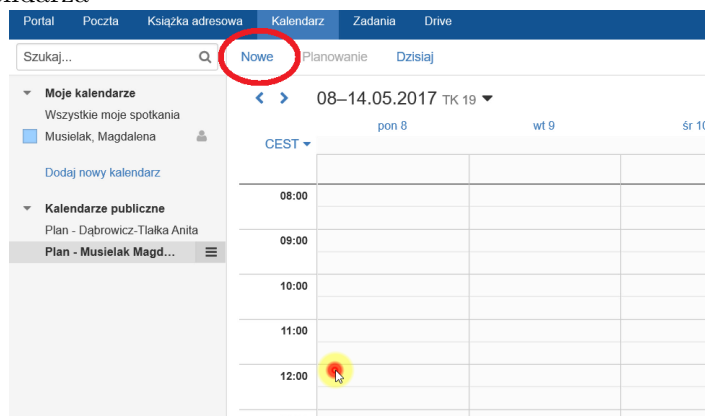 Portal Poczta Książka adresowa Kalendarz Zadania Drive
Szukaj... Nowe Planowanie Dzisiaj
Moje kalendarze
Wszystkie moje spotkania
Musielak, Magdalena
Dodaj nowy kalendarz
Kalendarze publiczne
Plan - Dąbrowicz-Tlałka Anita
Plan - Musielak Magd...
08–14.05.2017 TK 19
pon 8 wt 9 śr 10
CEST
08:00
09:00
10:00
11:00
12:00